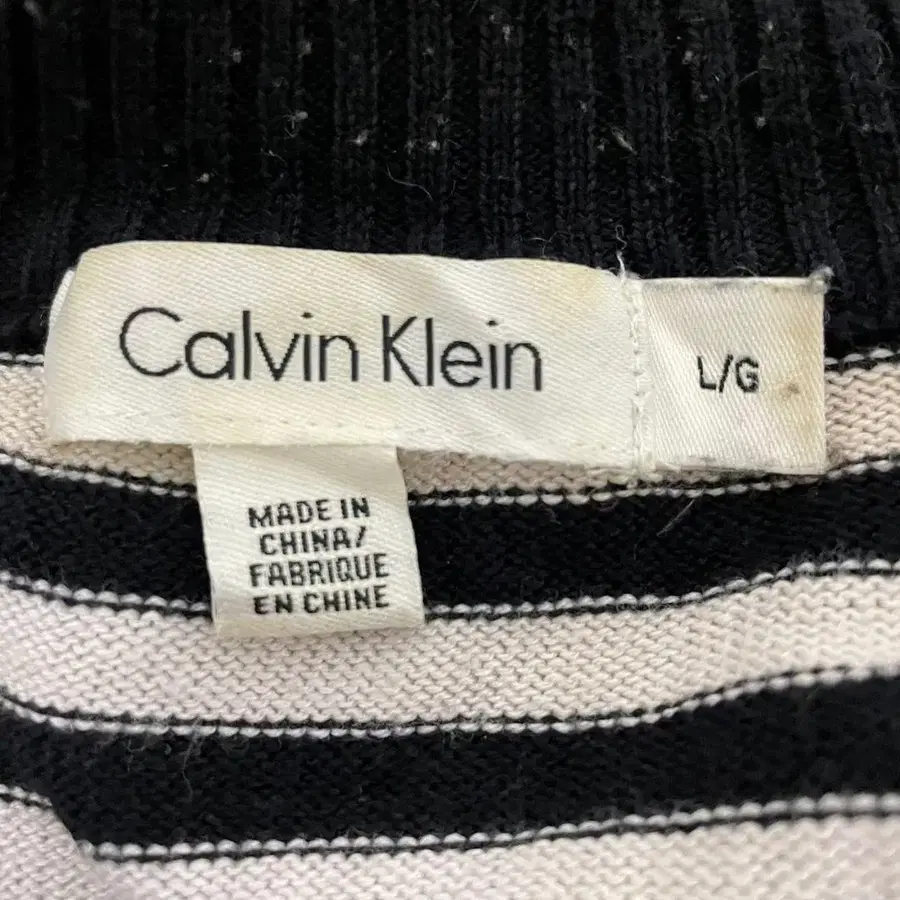 Calvin Klein
L/G
MADE IN
CHINA/
FABRIQUE
EN CHINE